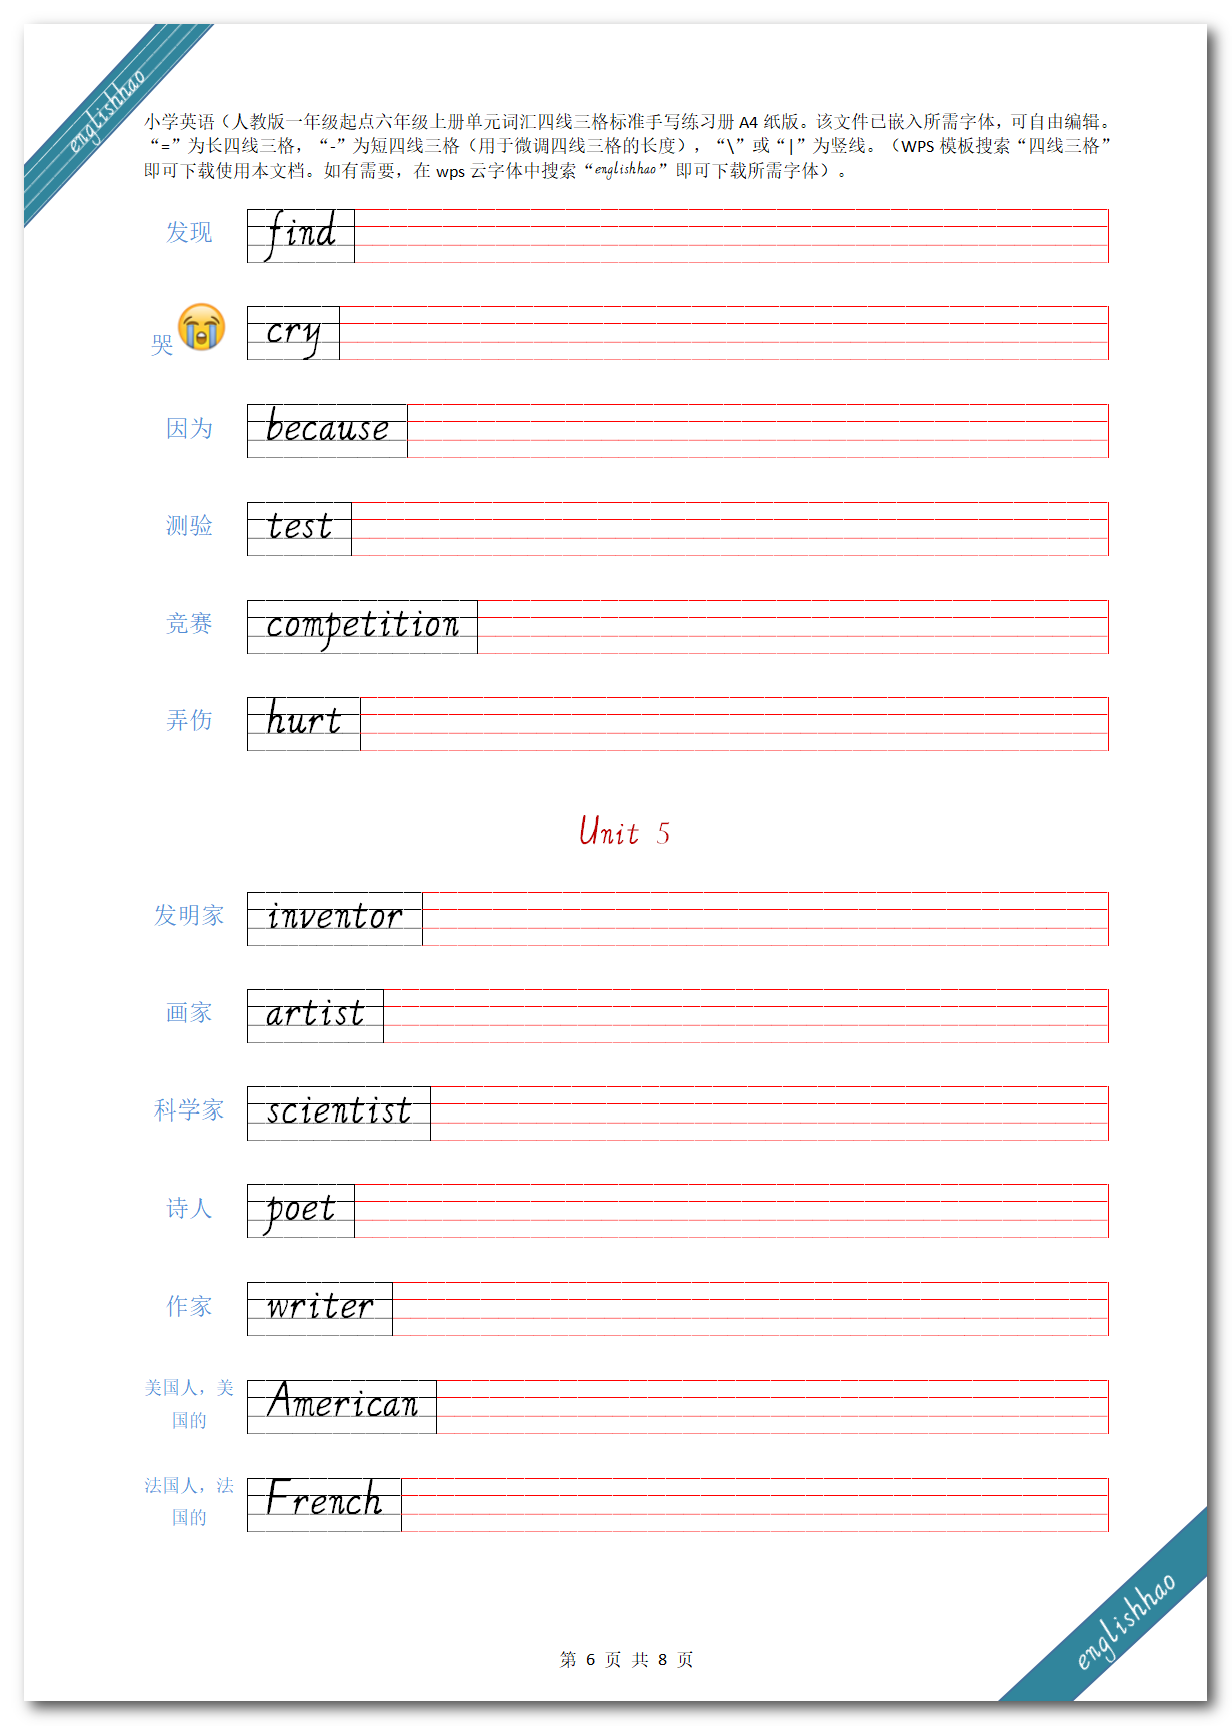 englishhao
小学英语（人教版一年级起点六年级上册单元词汇四线三格标准手写练习册 A4 纸版。该文件已嵌入所需字体，可自由编辑。
“=”为长四线三格，“-”为短四线三格（用于微调四线三格的长度），“\”或“|”为竖线。（WPS 模板搜索“四线三格”
即可下载使用本文档。如有需要，在 wps 云字体中搜索“englishhao”即可下载所需字体）。
发现 find
哭 cry
因为 because
测验 test
竞赛 competition
弄伤 hurt
Unit 5
发明家 inventor
画家 artist
科学家 scientist
诗人 poet
作家 writer
美国人，美
国的
American
法国人，法
国的
French
englishhao
第 6 页 共 8 页